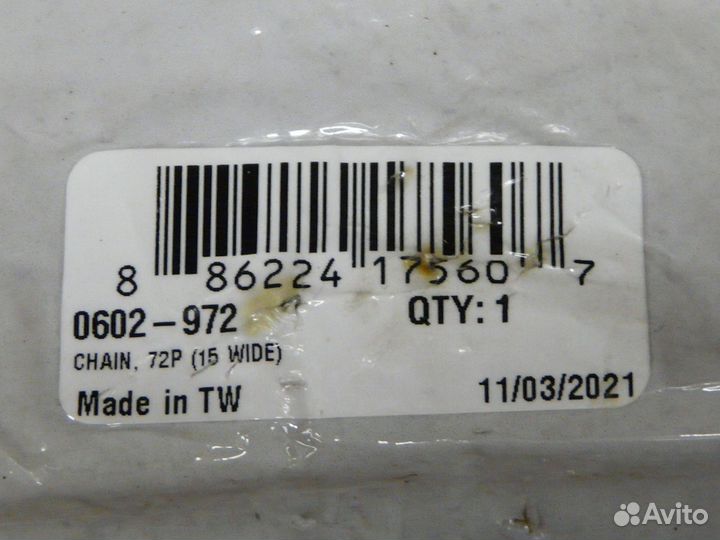 8 86224 17560 7
0602-972 QTY: 1
CHAIN, 72P (15 WIDE)
Made in TW 11/03/2021
Avito